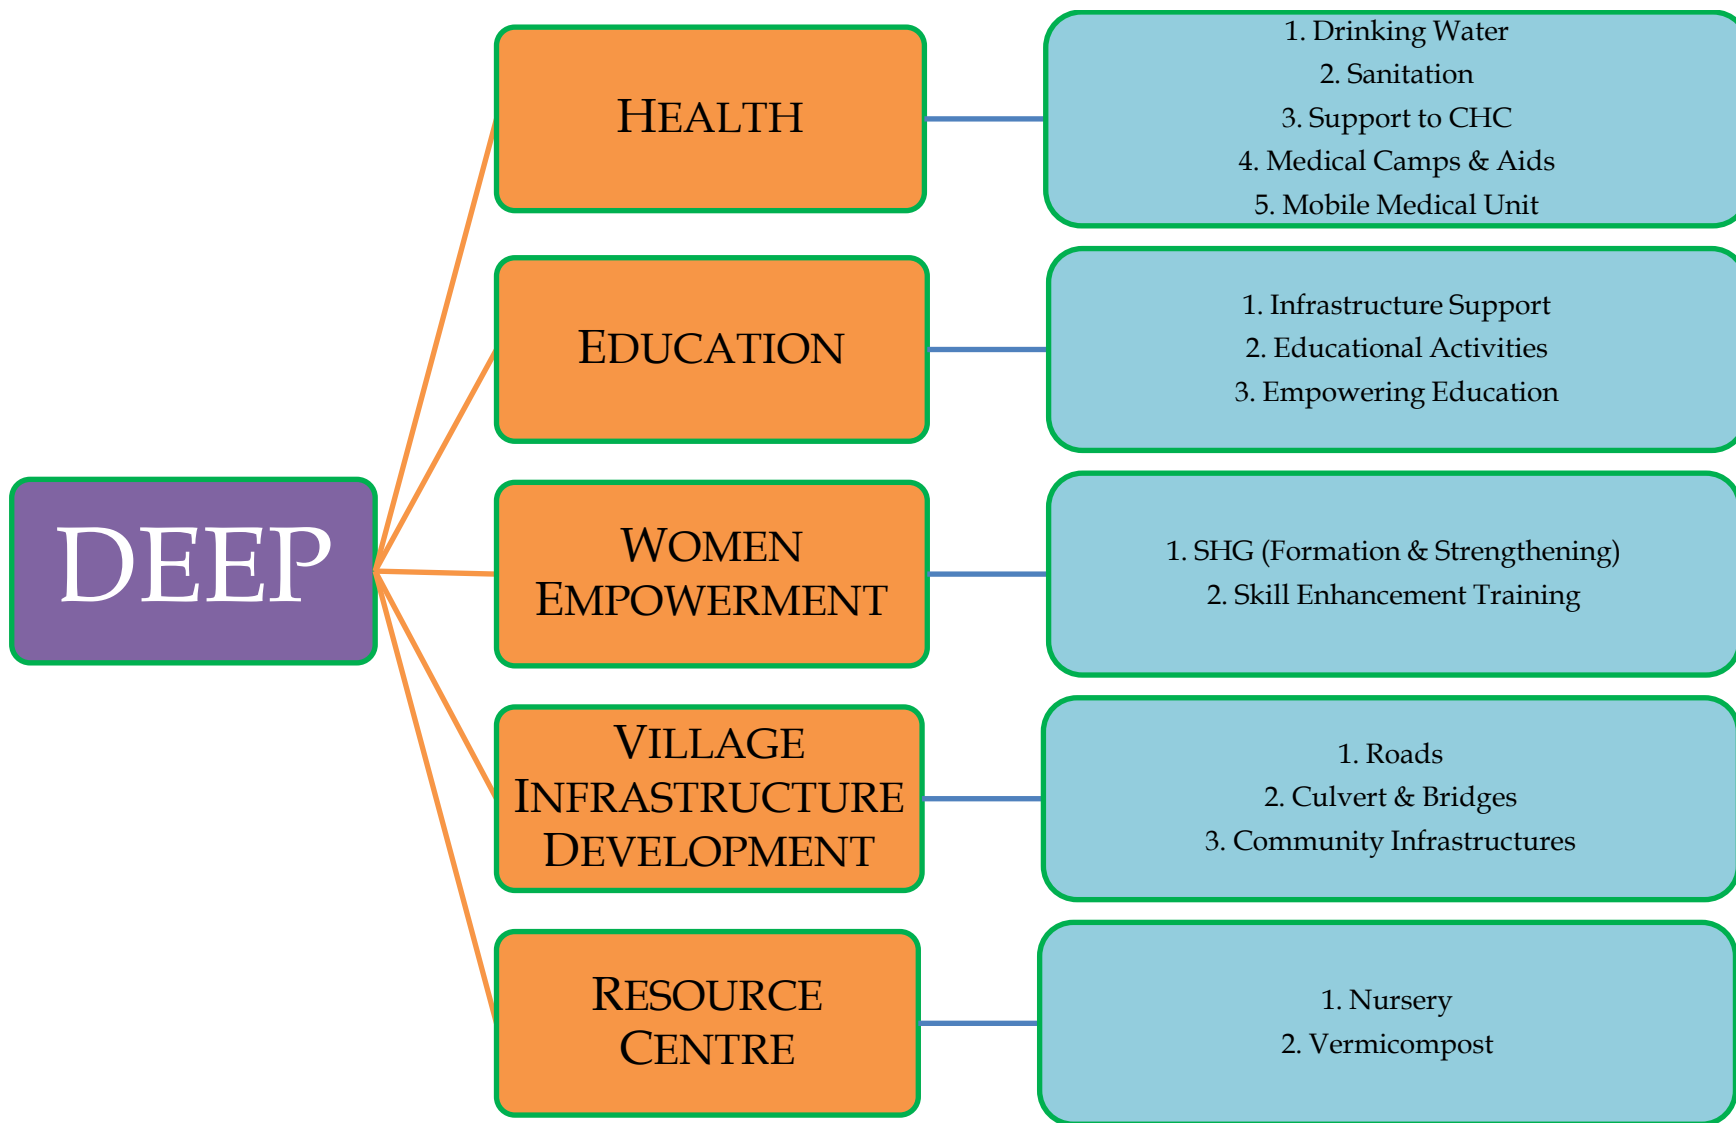 DEEP
HEALTH
1. Drinking Water
2. Sanitation
3. Support to CHC
4. Medical Camps & Aids
5. Mobile Medical Unit
EDUCATION
1. Infrastructure Support
2. Educational Activities
3. Empowering Education
WOMEN
EMPOWERMENT
1. SHG (Formation & Strengthening)
2. Skill Enhancement Training
VILLAGE
INFRASTRUCTURE
DEVELOPMENT
1. Roads
2. Culvert & Bridges
3. Community Infrastructures
RESOURCE
CENTRE
1. Nursery
2. Vermicompost